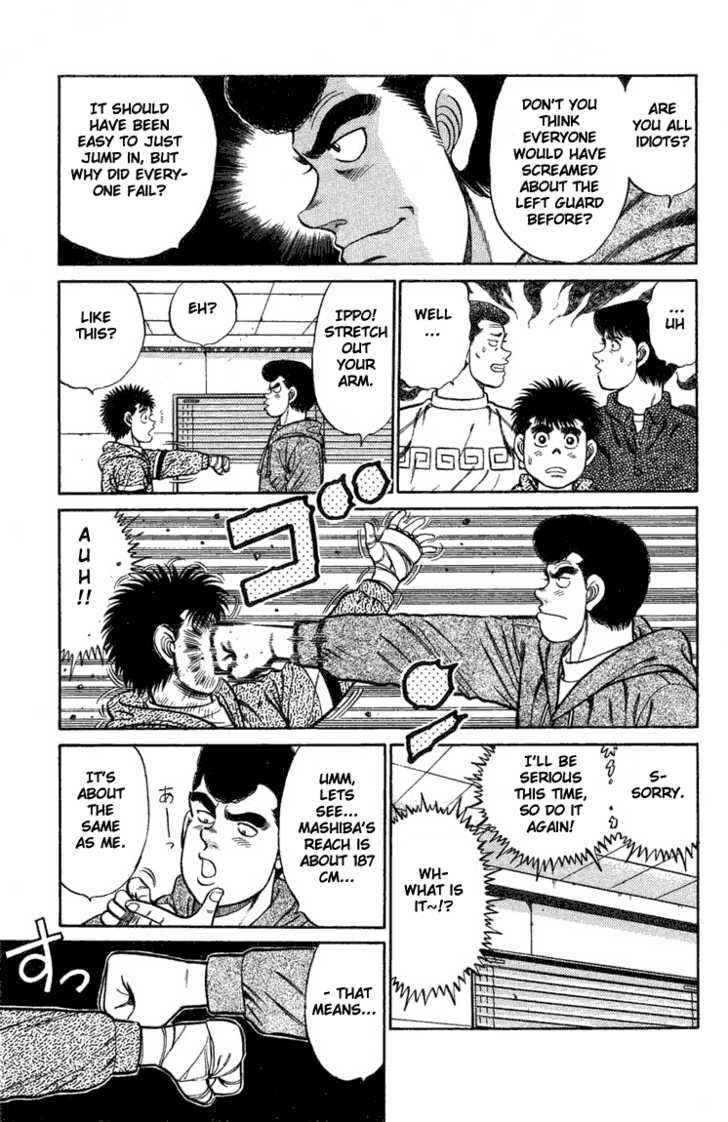 ARE
YOU ALL
IDIOTS?
DON'T YOU
THINK
EVERYONE
WOULD HAVE
SCREAMED
ABOUT THE
LEFT GUARD
BEFORE?
IT SHOULD
HAVE BEEN
EASY TO JUST
JUMP IN, BUT
WHY DID EVERY-
ONE FAIL?
...
UH
WELL
...
IPPO!
STRETCH
OUT
YOUR
ARM.
EH?
LIKE
THIS?
ゴォン
A
U
H
!!
S-
SORRY.
I'LL BE
SERIOUS
THIS TIME,
SO DO IT
AGAIN!
WH-
WHAT IS
IT~!?
UMM,
LETS
SEE...
MASHIBA'S
REACH IS
ABOUT 187
CM...
あーっ
IT'S
ABOUT
THE
SAME
AS ME.
- THAT
MEANS...
すっ